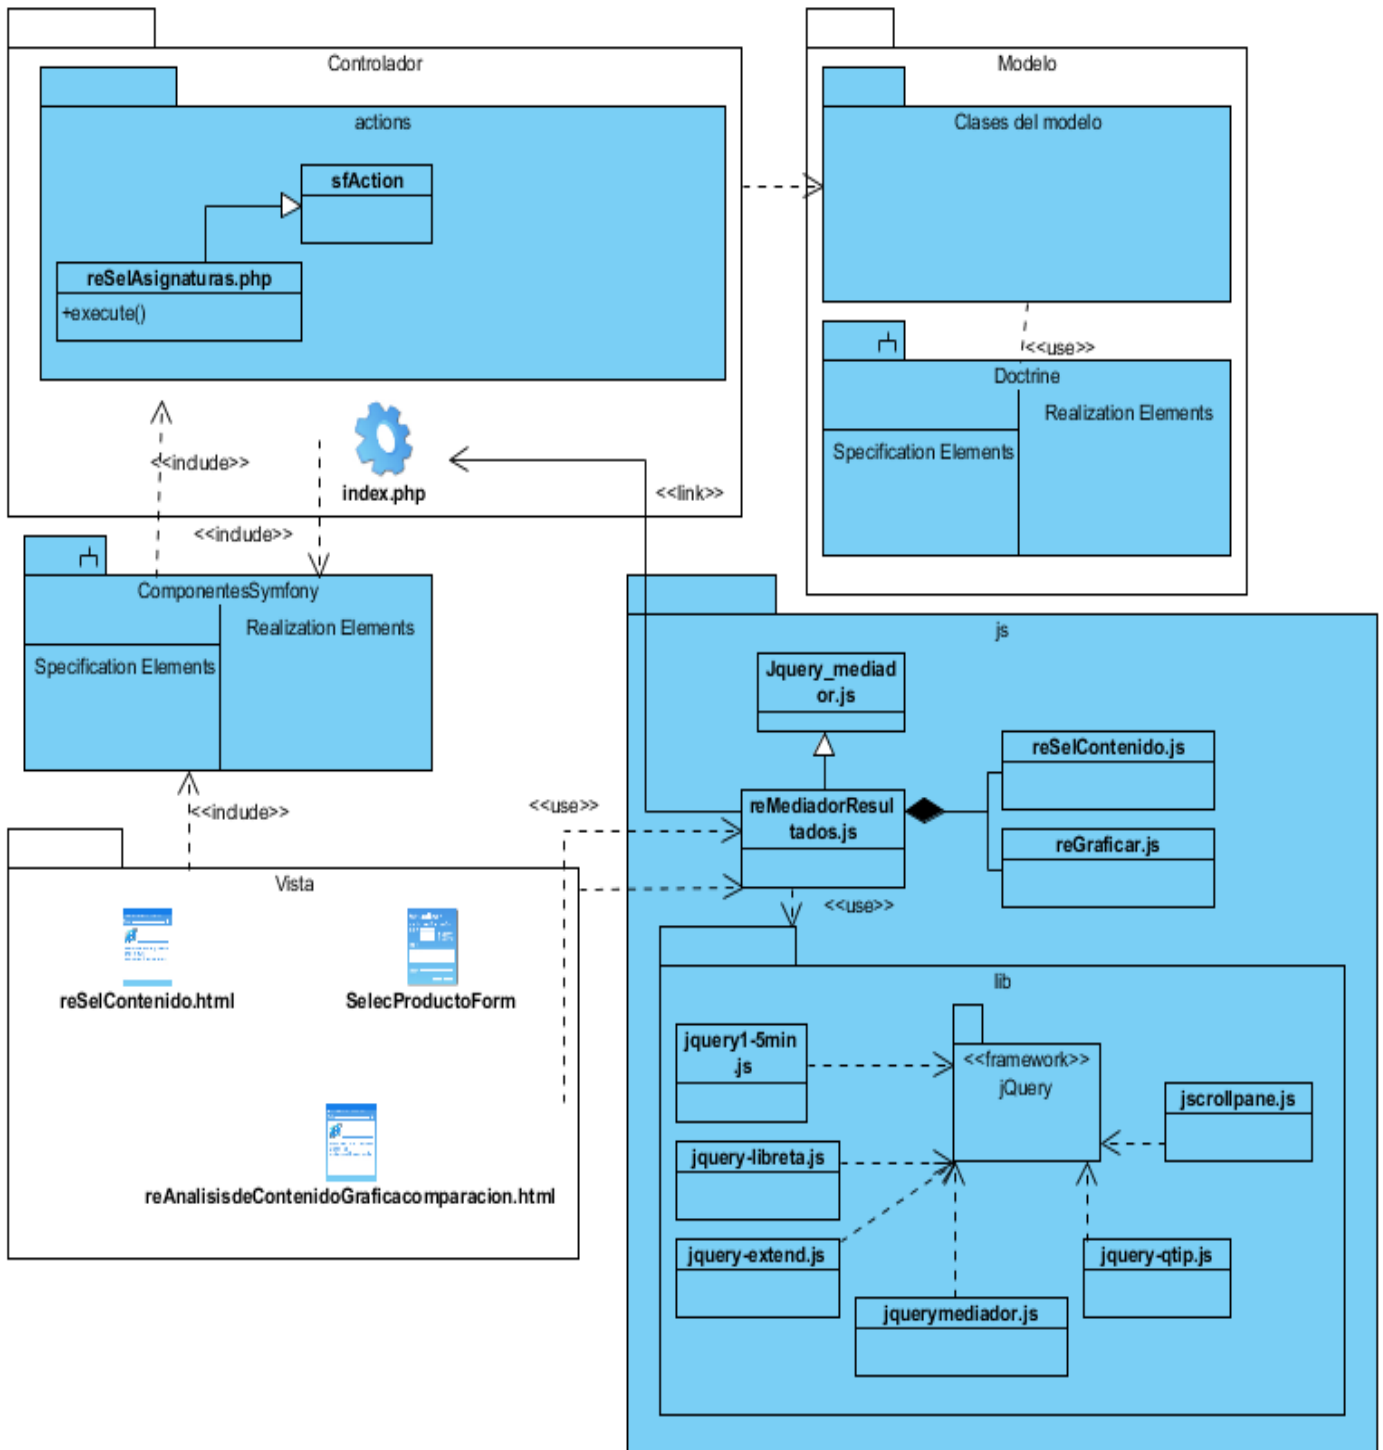 Controlador
actions
sfAction
reSelAsignaturas.php
+execute()
<<include>>
index.php
<<link>>
<<include>>
Modelo
Clases del modelo
<<use>>
Doctrine
Realization Elements
Specification Elements
ComponentesSymfony
Realization Elements
Specification Elements
<<include>>
Vista
reSelContenido.html
SelecProductoForm
reAnalisisdeContenidoGraficacomparacion.html
<<use>>
js
Jquery_mediad
or.js
reMediadorResul
tados.js
reSelContenido.js
reGraficar.js
<<use>>
lib
jquery1-5min
.js
<<framework>>
jQuery
jscrollpane.js
jquery-libreta.js
jquery-extend.js
jquery-qtip.js
jquerymediador.js